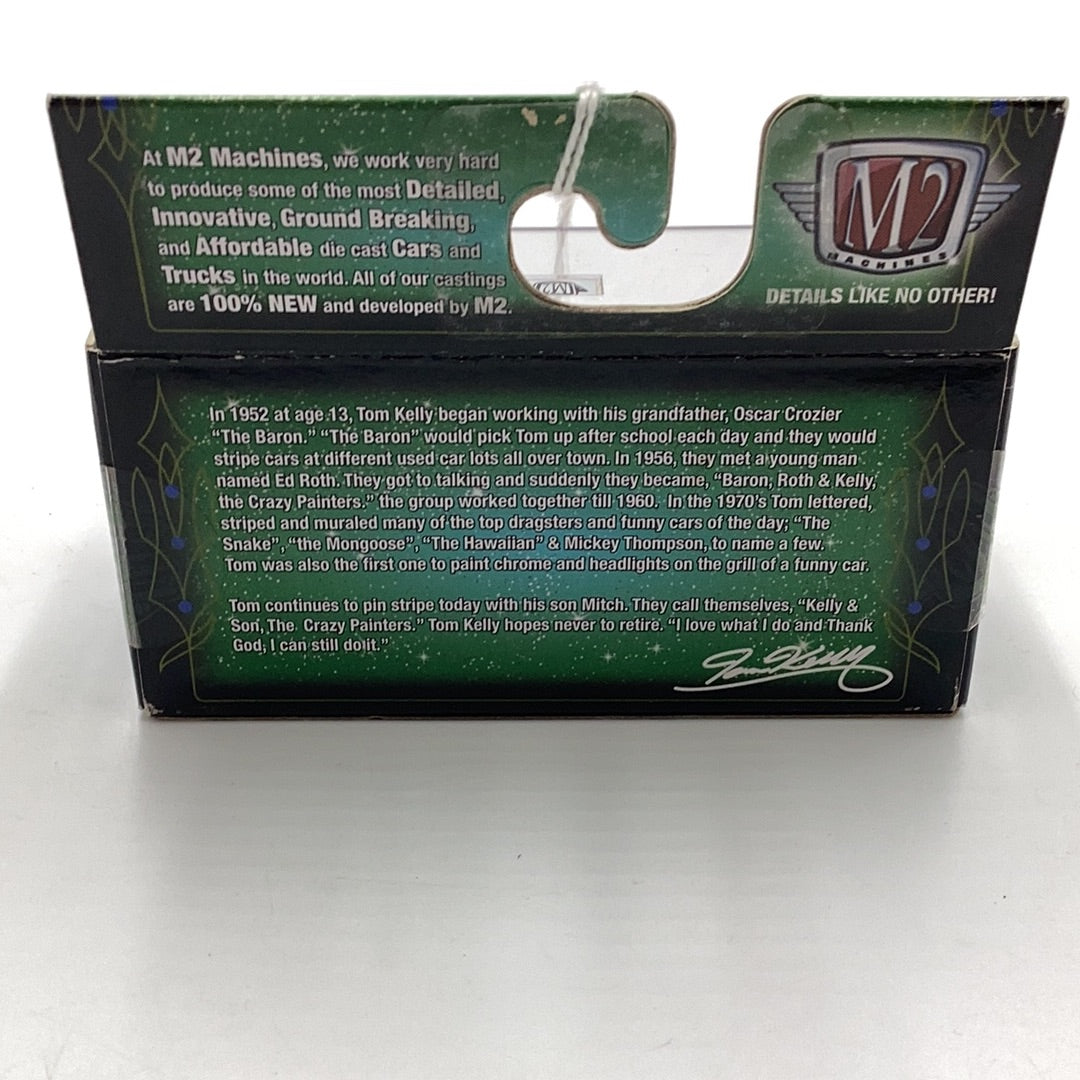 At M2 Machines, we work very hard
to produce some of the most Detailed,
Innovative, Ground Breaking,
and Affordable die cast Cars and
Trucks in the world. All of our castings
are 100% NEW and developed by M2.
M2
MACHINES
DETAILS LIKE NO OTHER!
In 1952 at age 13, Tom Kelly began working with his grandfather, Oscar Crozier
"The Baron." "The Baron" would pick Tom up after school each day and they would
stripe cars at different used car lots all over town. In 1956, they met a young man
named Ed Roth. They got to talking and suddenly they became, "Baron, Roth & Kelly,
the Crazy Painters." the group worked together till 1960. In the 1970's Tom lettered,
striped and muraled many of the top dragsters and funny cars of the day; "The
Snake", "the Mongoose", "The Hawaiian" & Mickey Thompson, to name a few.
Tom was also the first one to paint chrome and headlights on the grill of a funny car.
Tom continues to pin stripe today with his son Mitch. They call themselves, "Kelly &
Son, The. Crazy Painters." Tom Kelly hopes never to retire. "I love what I do and Thank
God, I can still do it."
Tom Kelly